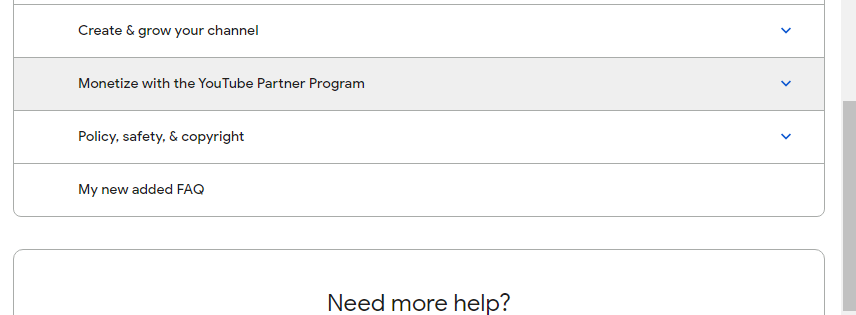 Create & grow your channel
Monetize with the YouTube Partner Program
Policy, safety, & copyright
My new added FAQ
Need more help?